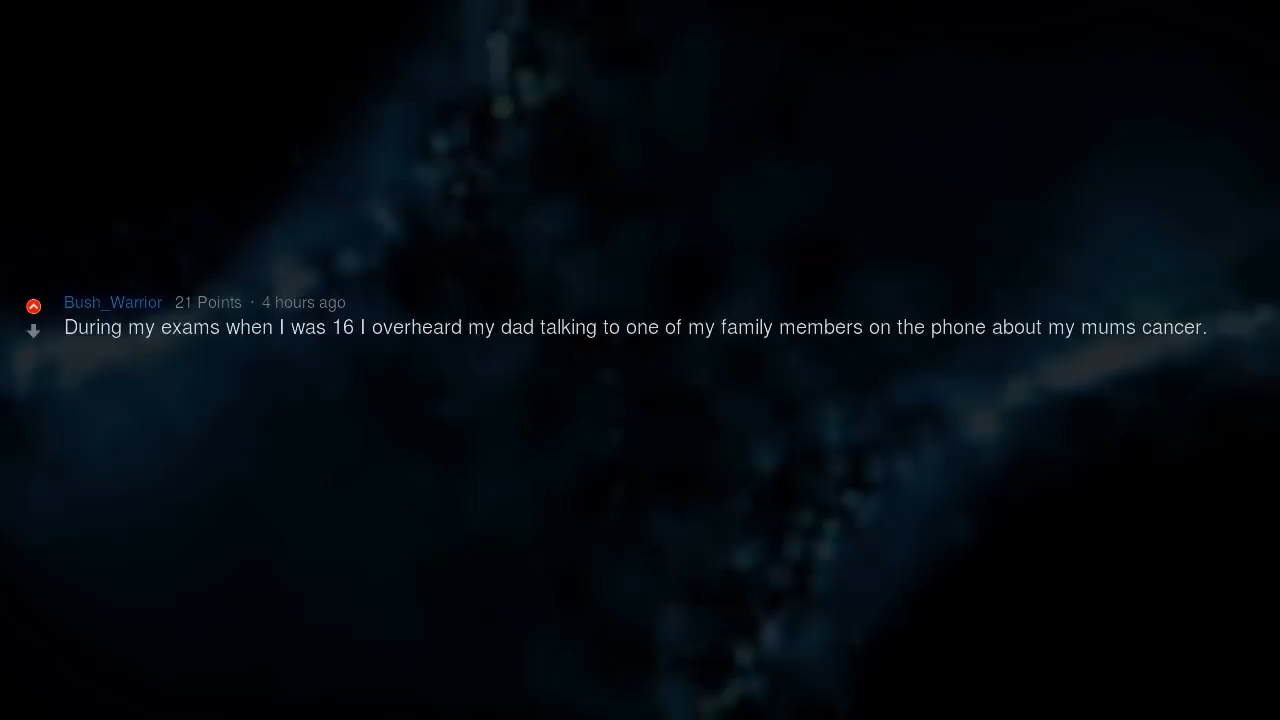 Bush_Warrior 21 Points · 4 hours ago
During my exams when I was 16 I overheard my dad talking to one of my family members on the phone about my mums cancer.